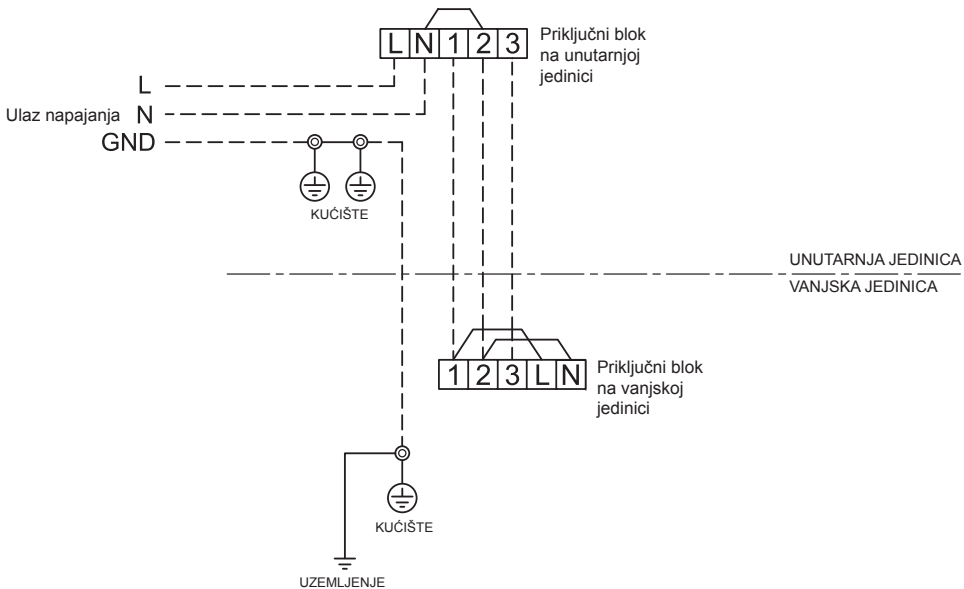 L N 1 2 3
Priključni blok
na unutarnjoj
jedinici
L
Ulaz napajanja N
GND
KUĆIŠTE
UNUTARNJA JEDINICA
VANJSKA JEDINICA
1 2 3 L N
Priključni blok
na vanjskoj
jedinici
KUĆIŠTE
UZEMLJENJE